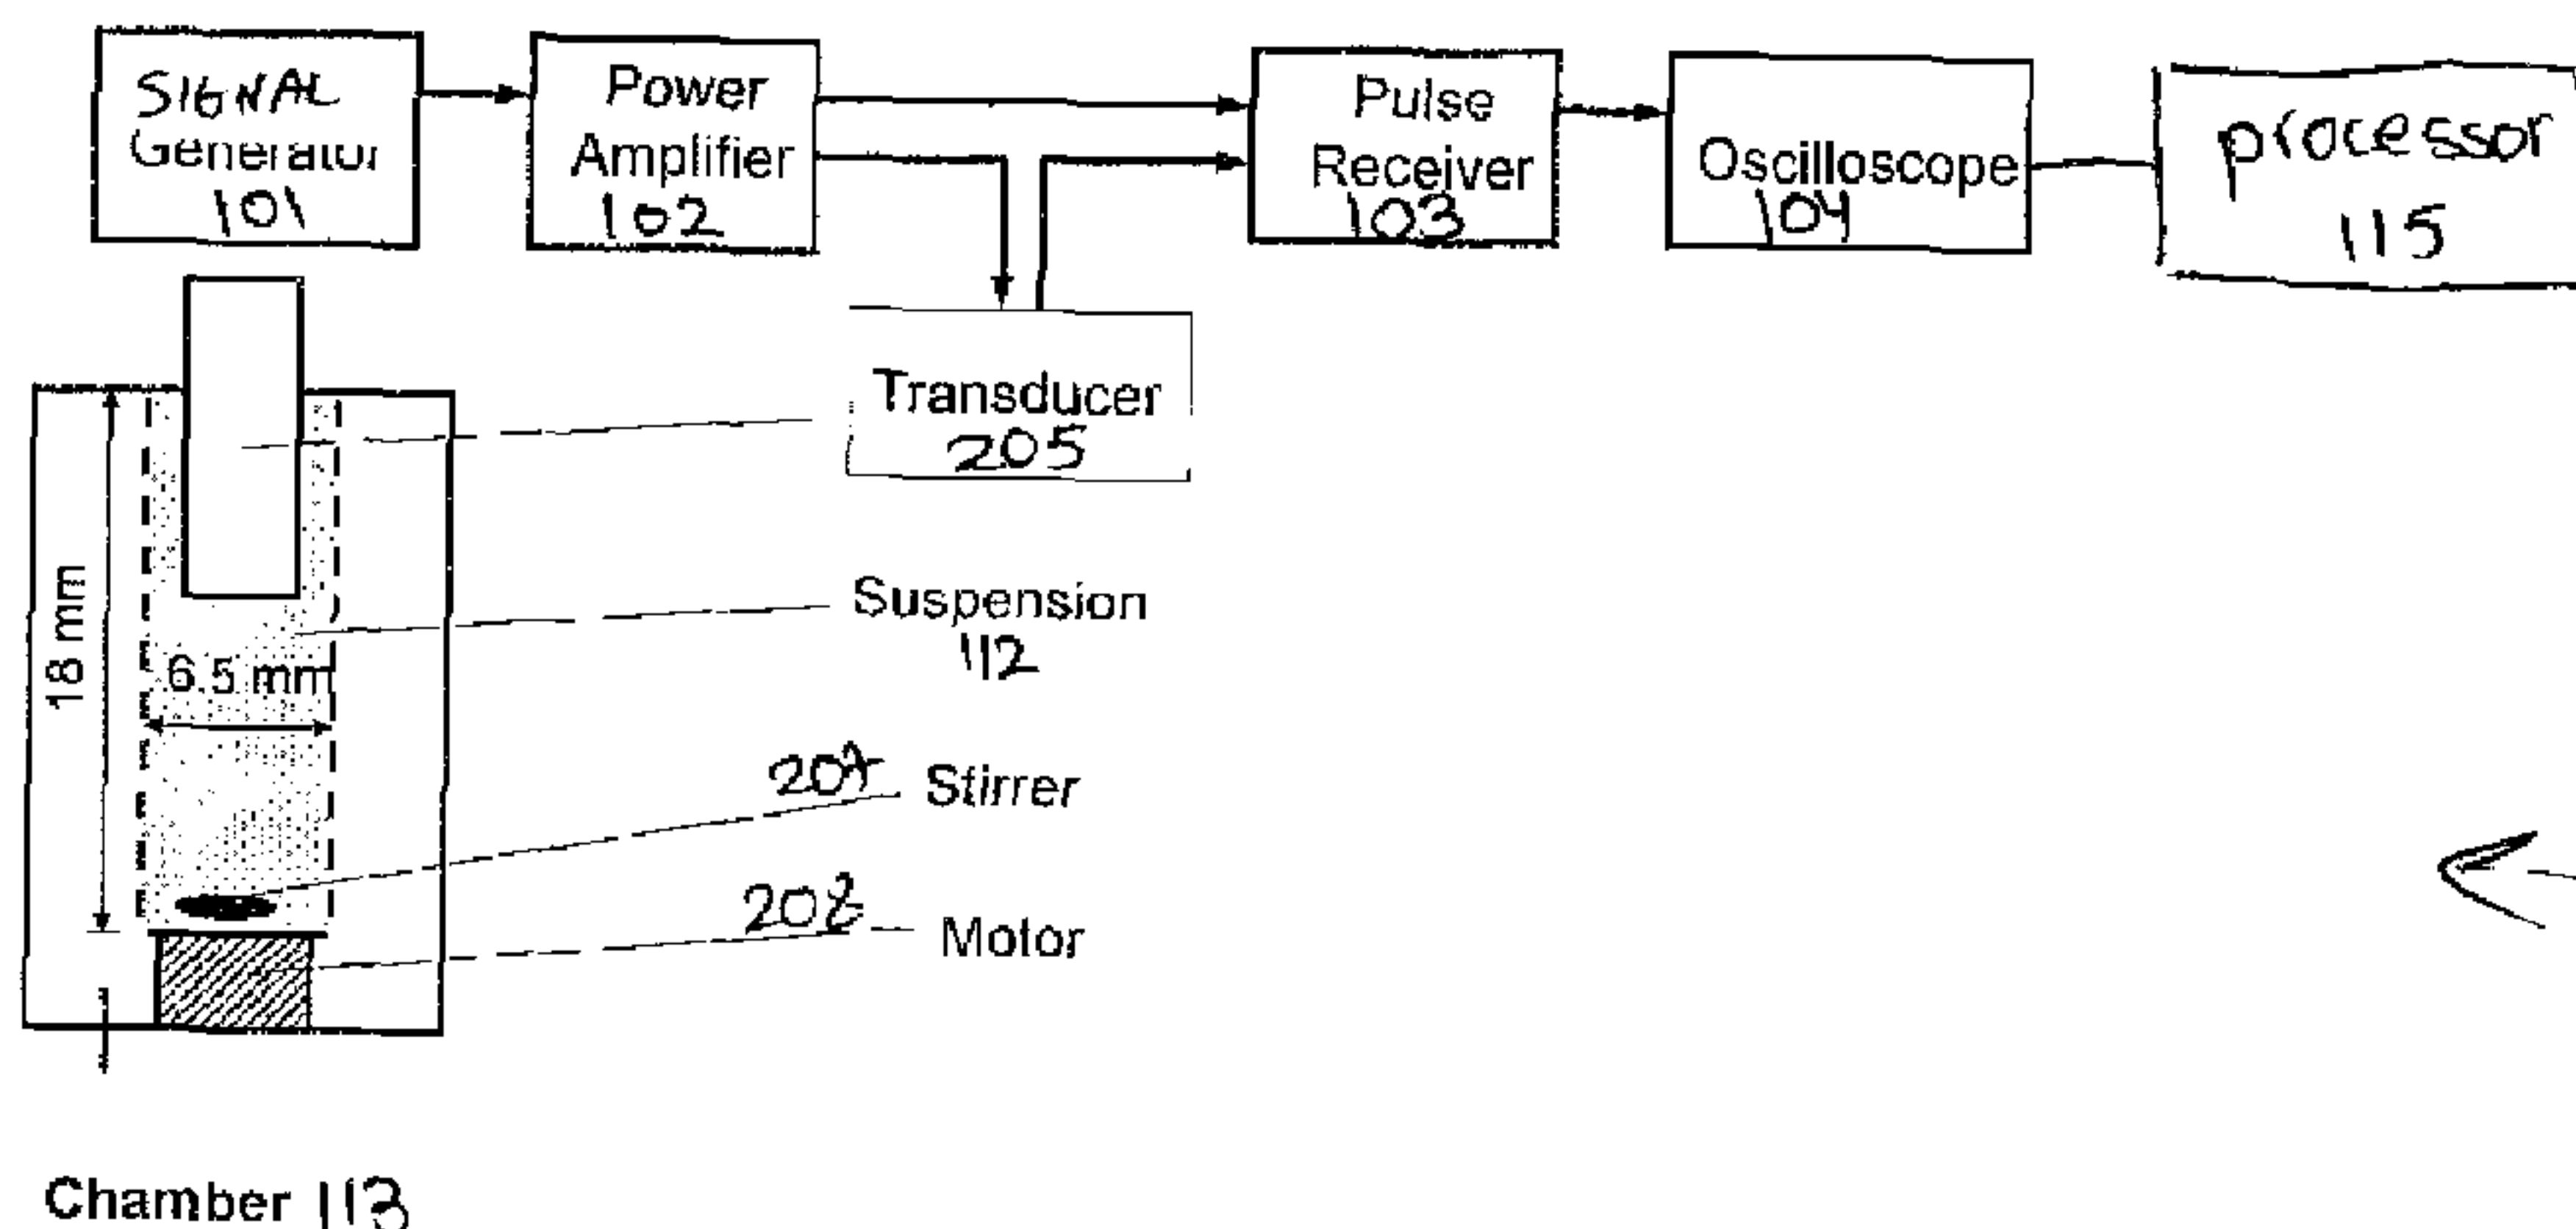 SIGNAL
Generator
101
Power
Amplifier
102
Pulse
Receiver
103
Oscilloscope
104
processor
115
Transducer
205
18 mm
6.5 mm
Suspension
112
Stirrer
Motor
Chamber 113